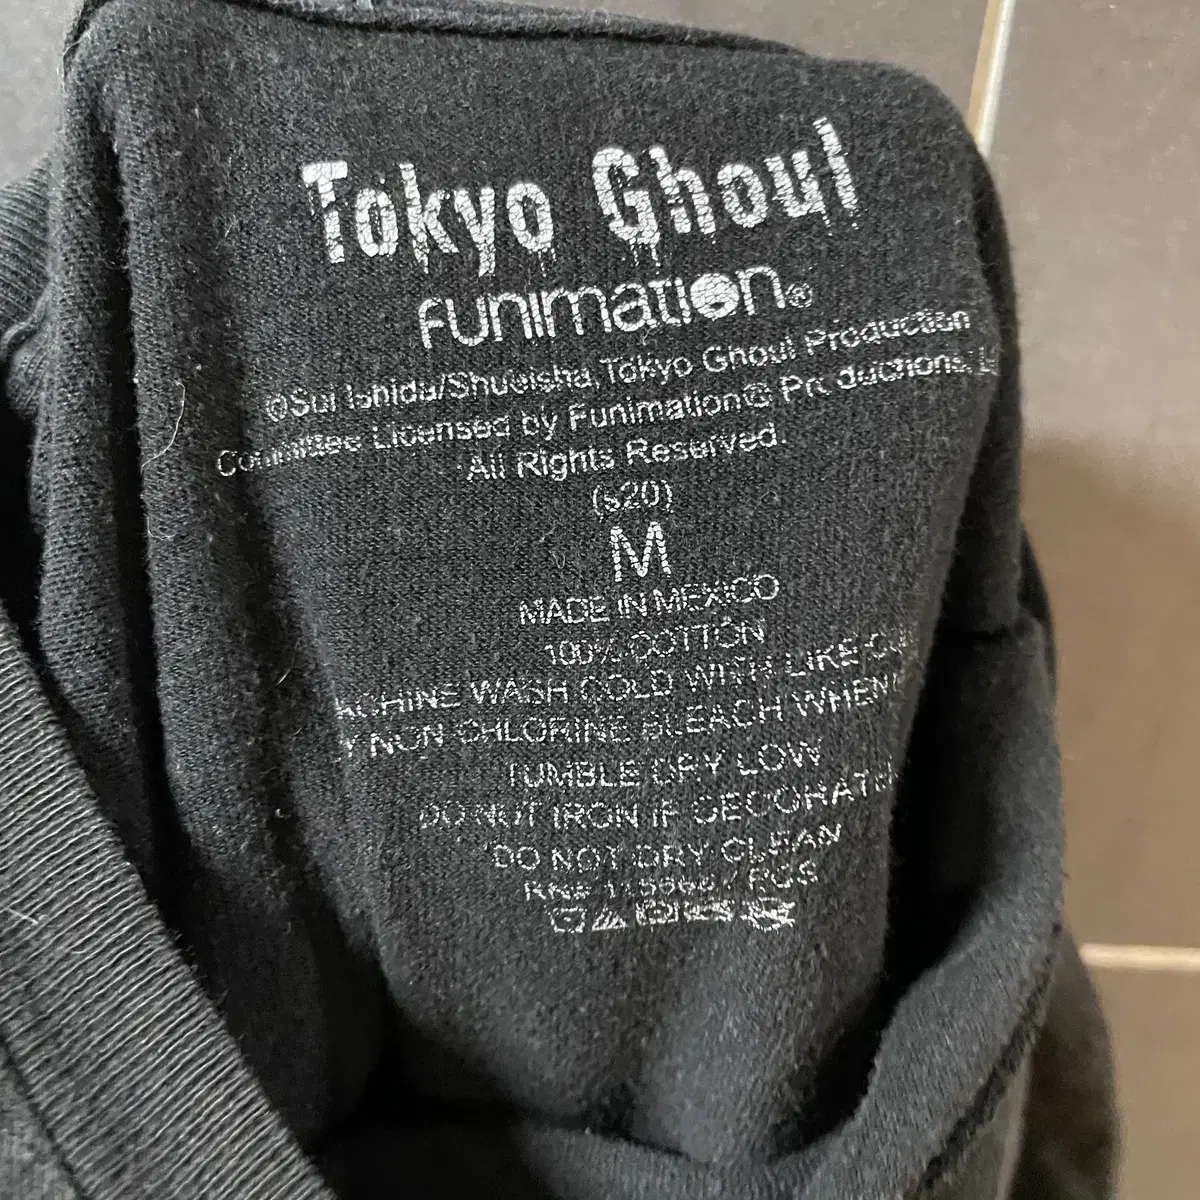 Tokyo Ghoul
FUNimation®
©Sui Ishida/Shueisha, Tokyo Ghoul Production
Committee Licensed by Funimation® Productions,
All Rights Reserved.
(s20)
M
MADE IN MEXICO
100% COTTON
WASH COLD WITH LIKE
NON CHLORINE BLEACH WHEN
TUMBLE DRY LOW
DO NOT IRON IF
DO NOT DRY CLEAN
RN#